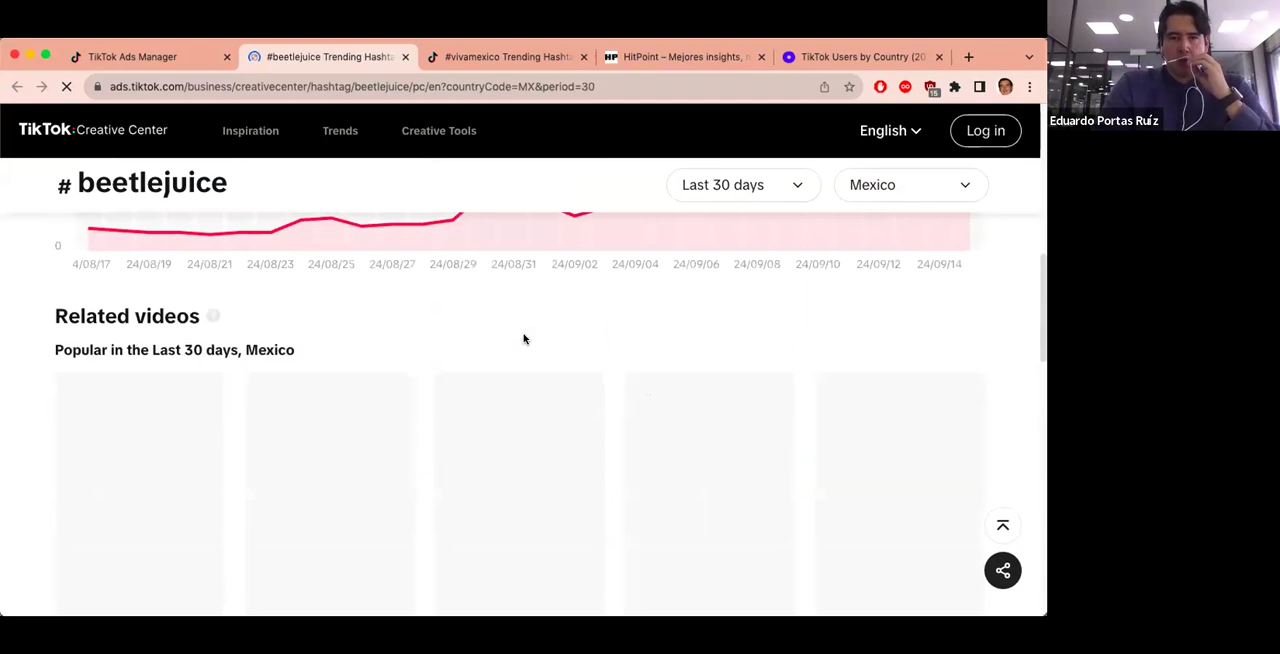 TikTok Ads Manager
#beetlejuice Trending Hashta
#vivamexico Trending Hashta
HP HitPoint – Mejores insights, n
TikTok Users by Country (20
ads.tiktok.com/business/creativecenter/hashtag/beetlejuice/pc/en?countryCode=MX&period=30
15
TikTok: Creative Center
Inspiration
Trends
Creative Tools
English
Log in
# beetlejuice
Last 30 days
Mexico
0
4/08/17 24/08/19 24/08/21 24/08/23 24/08/25 24/08/27 24/08/29 24/08/31 24/09/02 24/09/04 24/09/06 24/09/08 24/09/10 24/09/12 24/09/14
Related videos
Popular in the Last 30 days, Mexico
Eduardo Portas Ruíz